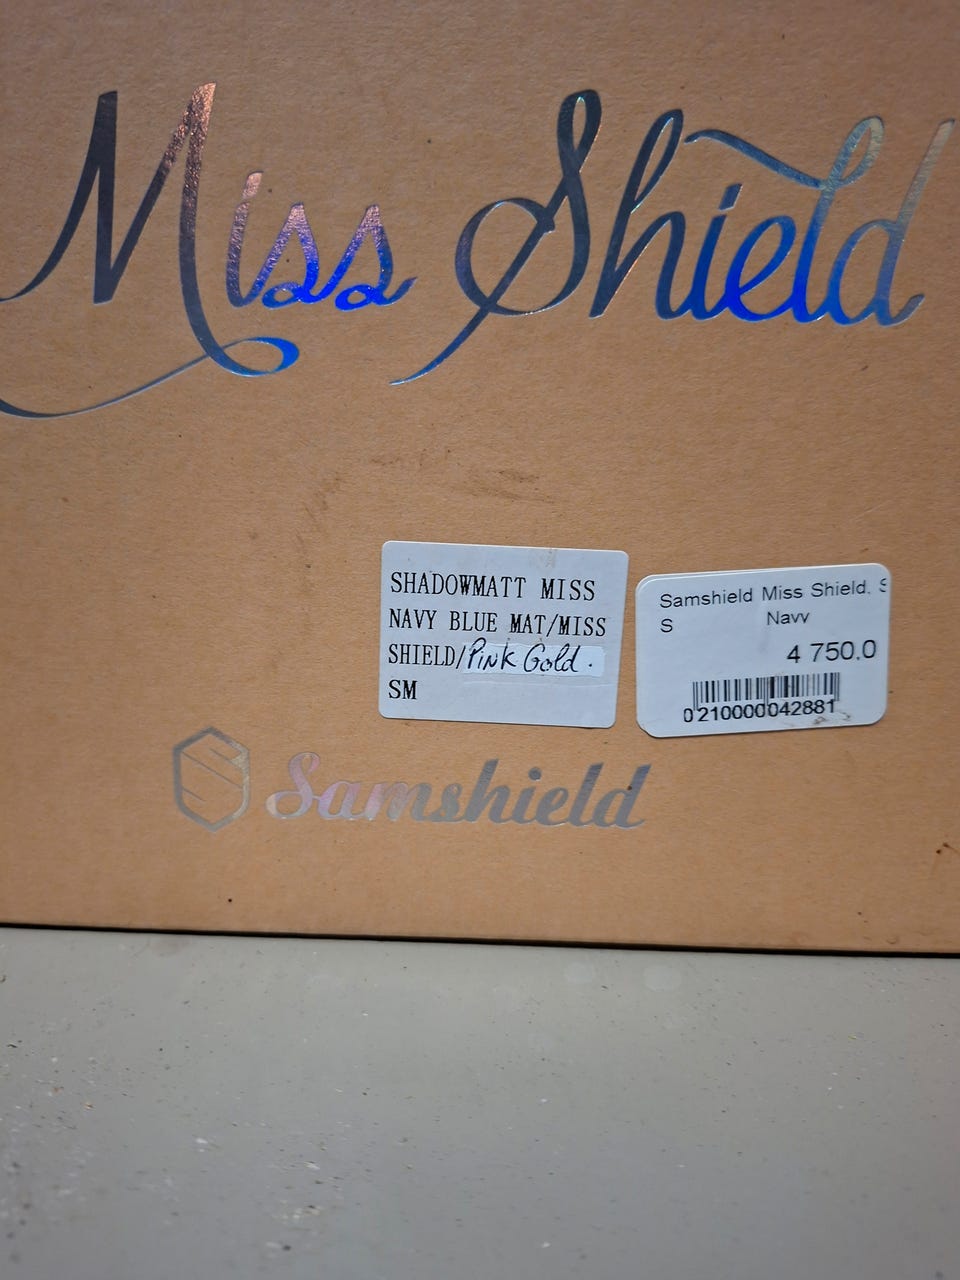 Miss Shield
SHADOWMATT MISS
NAVY BLUE MAT/MISS
SHIELD/Pink Gold.
SM
Samshield Miss Shield. S
S Navy
4 750.0
0210000042881
Samshield